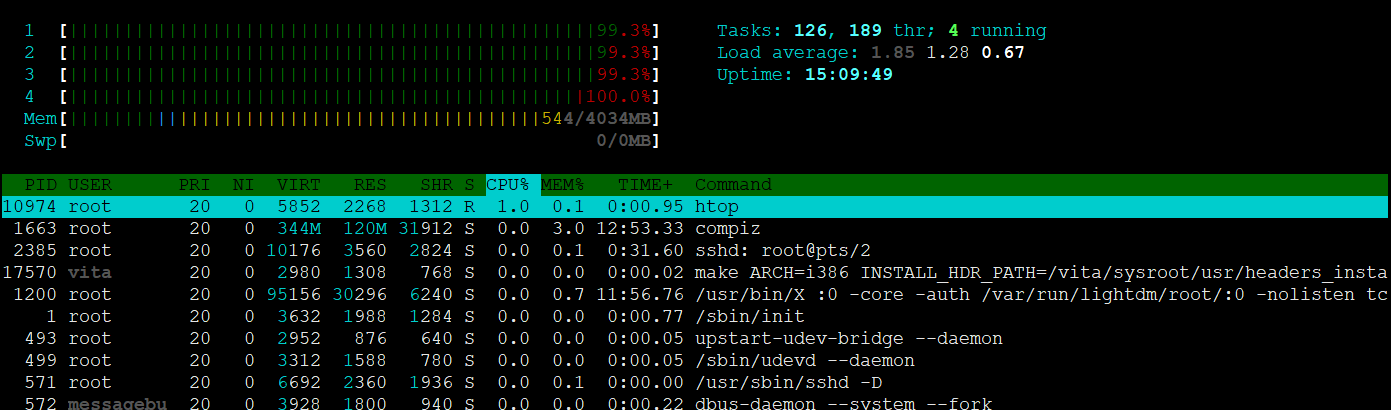 1 [||||||||||||||||||||||||||||||||||||||||||||||||99.3%] Tasks: 126, 189 thr; 4 running
2 [||||||||||||||||||||||||||||||||||||||||||||||||99.3%] Load average: 1.85 1.28 0.67
3 [||||||||||||||||||||||||||||||||||||||||||||||||99.3%] Uptime: 15:09:49
4 [|||||||||||||||||||||||||||||||||||||||||||||||100.0%]
Mem[|||||||||||||||||||||||||||||||||||||||||||544/4034MB]
Swp[ 0/0MB]
PID USER PRI NI VIRT RES SHR S CPU% MEM% TIME+ Command
10974 root 20 0 5852 2268 1312 R 1.0 0.1 0:00.95 htop
1663 root 20 0 344M 120M 31912 S 0.0 3.0 12:53.33 compiz
2385 root 20 0 10176 3560 2824 S 0.0 0.1 0:31.60 sshd: root@pts/2
17570 vita 20 0 2980 1308 768 S 0.0 0.0 0:00.02 make ARCH=i386 INSTALL_HDR_PATH=/vita/sysroot/usr/headers_insta
1200 root 20 0 95156 30296 6240 S 0.0 0.7 11:56.76 /usr/bin/X :0 -core -auth /var/run/lightdm/root/:0 -nolisten tc
1 root 20 0 3632 1988 1284 S 0.0 0.0 0:00.77 /sbin/init
493 root 20 0 2952 876 640 S 0.0 0.0 0:00.05 upstart-udev-bridge --daemon
499 root 20 0 3312 1588 780 S 0.0 0.0 0:00.05 /sbin/udevd --daemon
571 root 20 0 6692 2360 1936 S 0.0 0.1 0:00.00 /usr/sbin/sshd -D
572 messagebu 20 0 3928 1800 940 S 0.0 0.0 0:00.22 dbus-daemon --system --fork